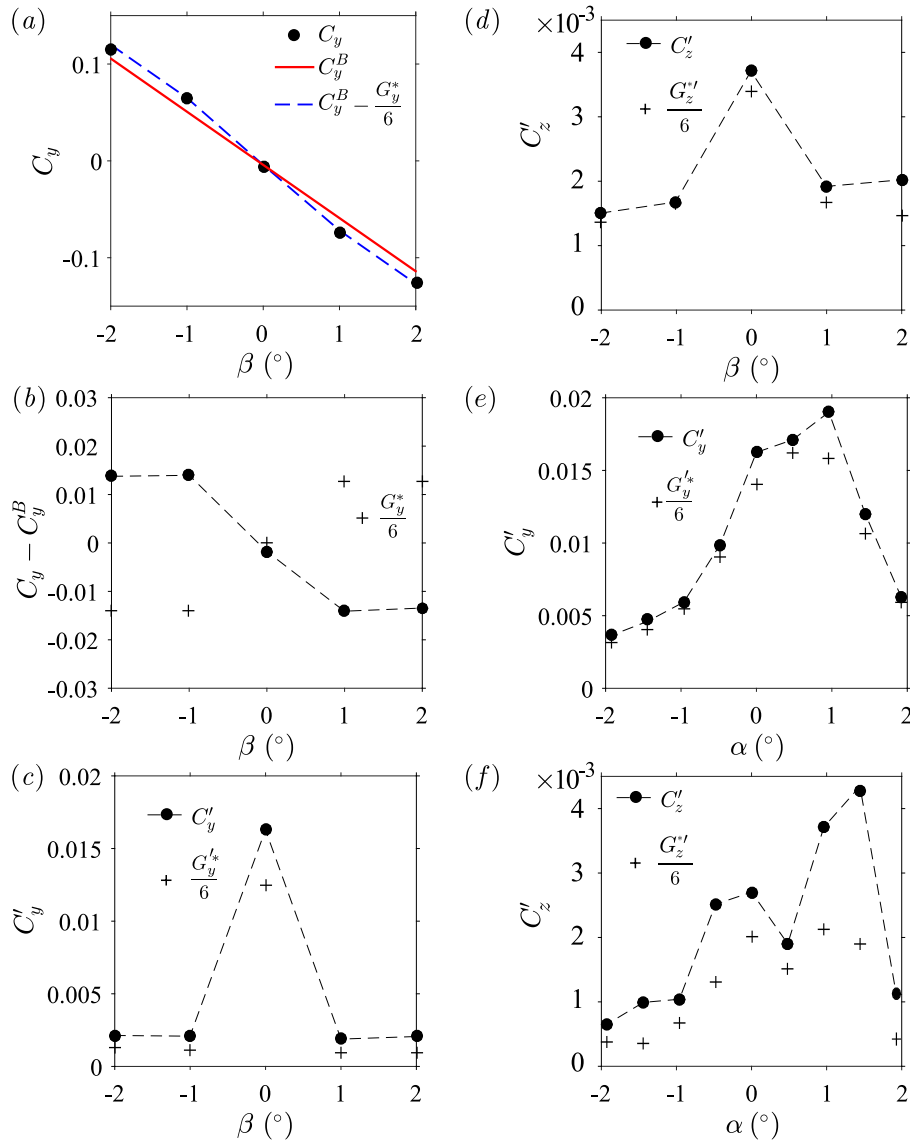 (a)
C_y
C_y^B
C_y^B − G_y^*/6
0.1
0
-0.1
C_y
-2 -1 0 1 2
β (°)
(b)
0.03
0.02
0.01
0
-0.01
-0.02
-0.03
C_y − C_y^B
G_y^*/6
-2 -1 0 1 2
β (°)
(c)
0.02
0.015
0.01
0.005
0
C′_y
C′_y
G_y^′*/6
-2 -1 0 1 2
β (°)
(d)
×10^-3
4
3
2
1
0
C′_z
C′_z
G_z^*′/6
-2 -1 0 1 2
β (°)
(e)
0.02
0.015
0.01
0.005
0
C′_y
C′_y
G_y^′*/6
-2 -1 0 1 2
α (°)
(f)
×10^-3
4
3
2
1
0
C′_z
C′_z
G_z^*′/6
-2 -1 0 1 2
α (°)